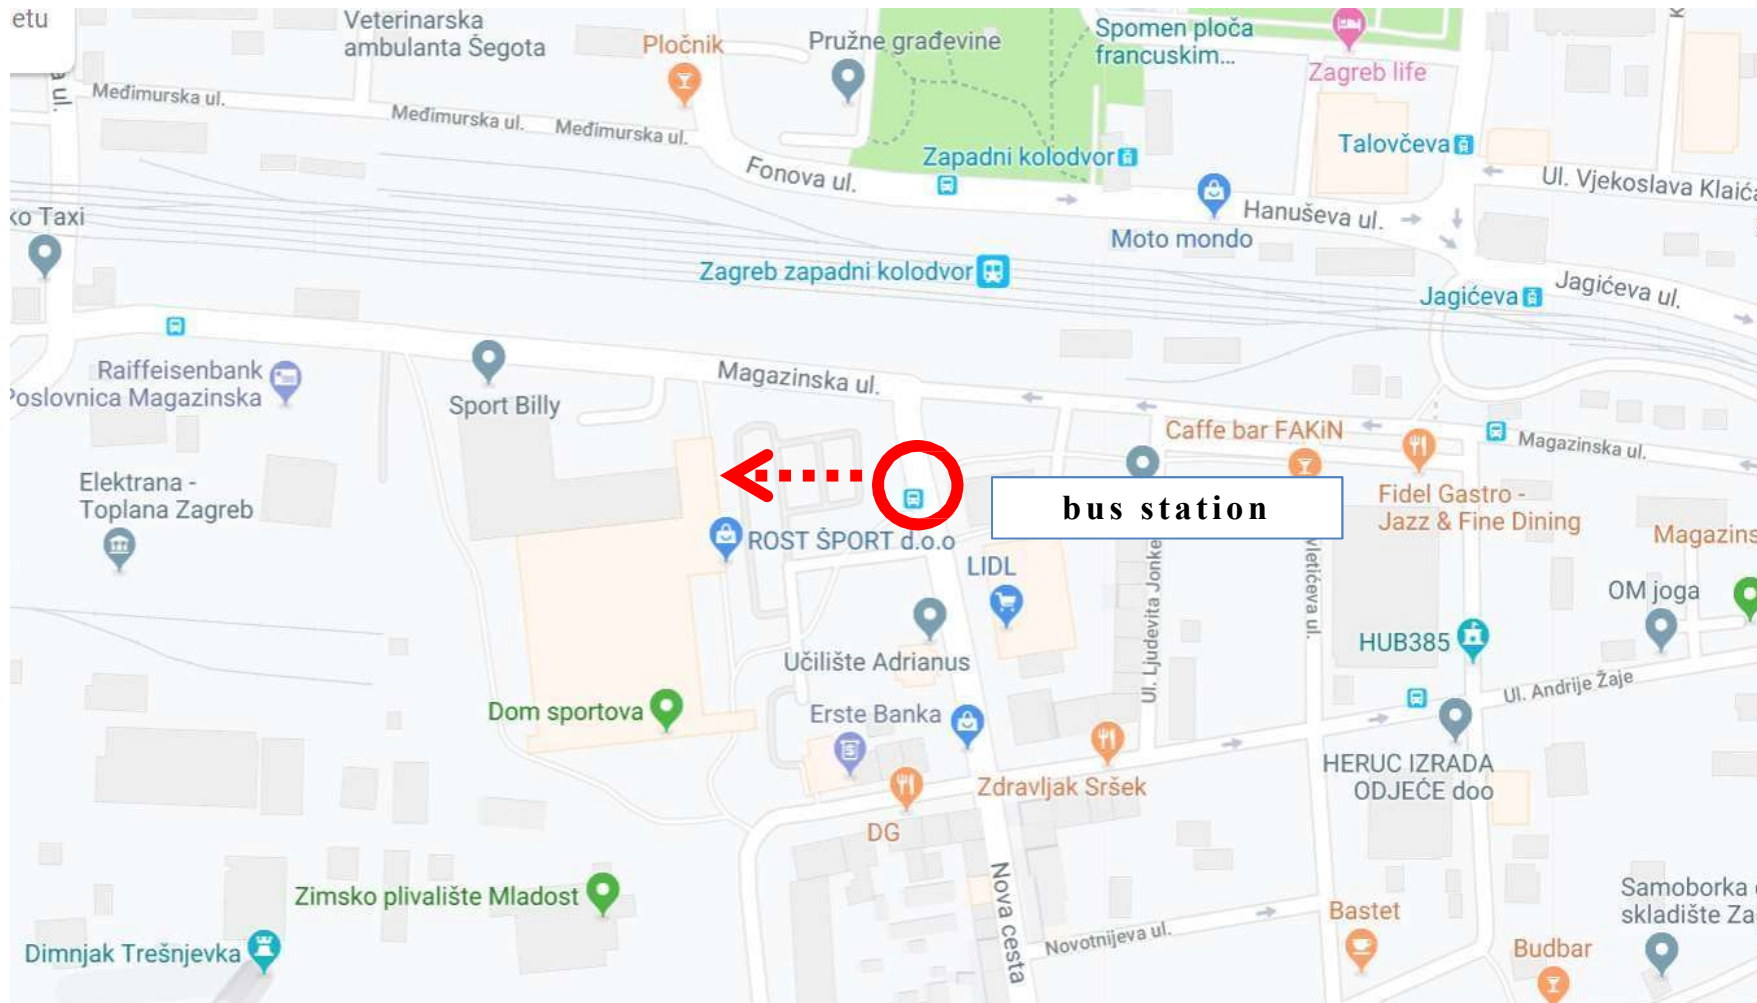 etu
Veterinarska
ambulanta Šegota
Pločnik
Pružne građevine
Spomen ploča
francuskim...
Zagreb life
a ul.
Međimurska ul.
Međimurska ul.
Međimurska ul.
Fonova ul.
Zapadni kolodvor
Talovčeva
Ul. Vjekoslava Klaića
ko Taxi
Hanuševa ul.
Moto mondo
Zagreb zapadni kolodvor
Jagićeva
Jagićeva ul.
Raiffeisenbank
Poslovnica Magazinska
Sport Billy
Magazinska ul.
Caffe bar FAKiN
Magazinska ul.
Elektrana -
Toplana Zagreb
bus station
Fidel Gastro -
Jazz & Fine Dining
ROST ŠPORT d.o.o
LIDL
Magazins
Ul. Ljudevita Jonke
vletićeva ul.
OM joga
HUB385
Učilište Adrianus
Ul. Andrije Žaje
Dom sportova
Erste Banka
Zdravljak Sršek
HERUC IZRADA
ODJEĆE doo
DG
Nova cesta
Zimsko plivalište Mladost
Samoborka
skladište Za
Bastet
Novotnijeva ul.
Dimnjak Trešnjevka
Budbar